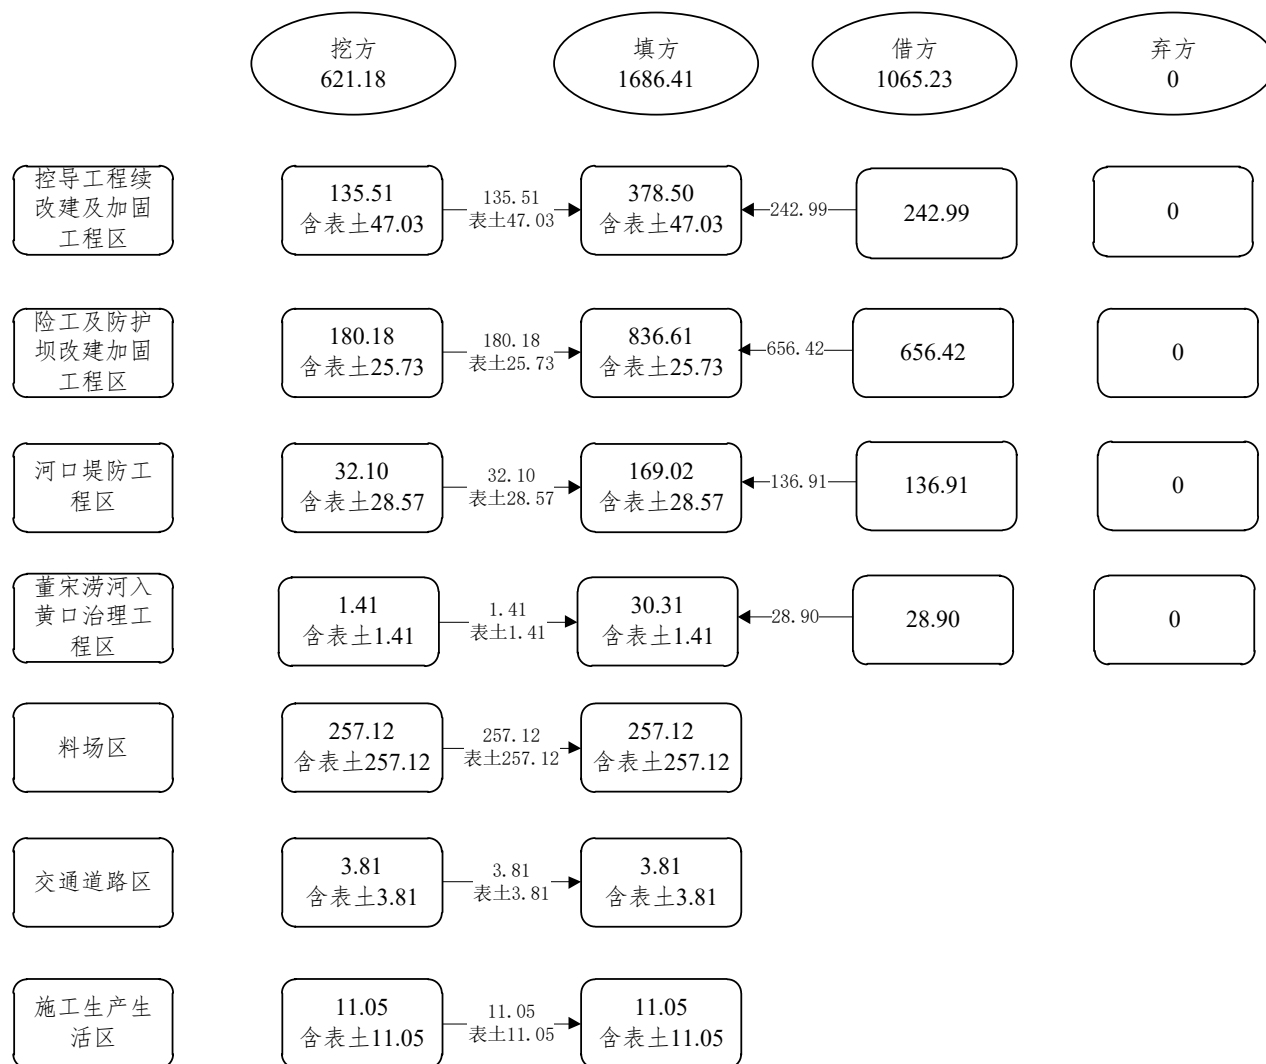 挖方
621.18
填方
1686.41
借方
1065.23
弃方
0
控导工程续
改建及加固
工程区
135.51
含表土47.03
135.51
表土47.03
378.50
含表土47.03
242.99
242.99
0
险工及防护
坝改建加固
工程区
180.18
含表土25.73
180.18
表土25.73
836.61
含表土25.73
656.42
656.42
0
河口堤防工
程区
32.10
含表土28.57
32.10
表土28.57
169.02
含表土28.57
136.91
136.91
0
董宋涝河入
黄口治理工
程区
1.41
含表土1.41
1.41
表土1.41
30.31
含表土1.41
28.90
28.90
0
料场区
257.12
含表土257.12
257.12
表土257.12
257.12
含表土257.12
交通道路区
3.81
含表土3.81
3.81
表土3.81
3.81
含表土3.81
施工生产生
活区
11.05
含表土11.05
11.05
表土11.05
11.05
含表土11.05